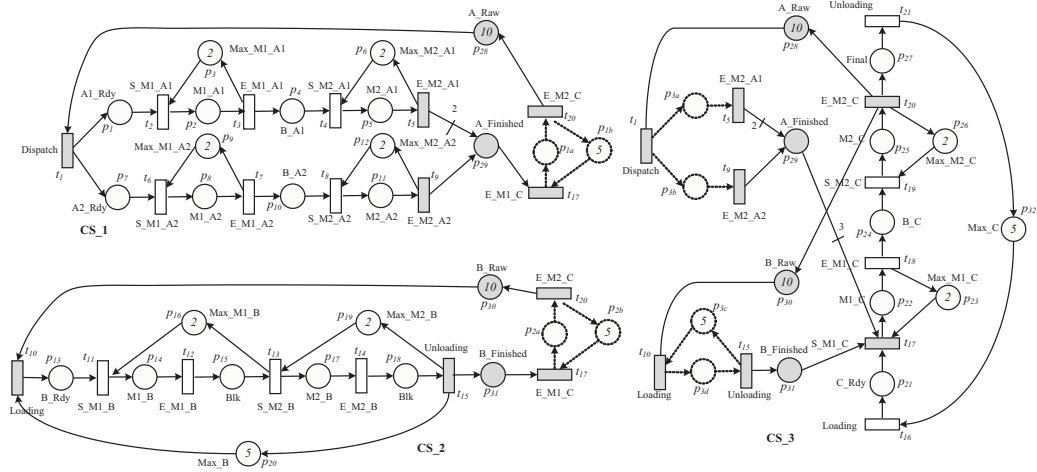 A_Raw
10
p28
p6
2
Max_M2_A1
2
Max_M1_A1
p3
S_M1_A1
E_M1_A1
M1_A1
A1_Rdy
p1
t2
p2
t3
p4
B_A1
S_M2_A1
t4
M2_A1
p5
E_M2_A1
t5
2
A_Finished
p29
E_M2_C
t20
p1b
5
p1a
E_M1_C
t17
Dispatch
t1
Max_M1_A2
2
p9
p12
2
Max_M2_A2
p7
A2_Rdy
t6
S_M1_A2
p8
M1_A2
t7
E_M1_A2
p10
B_A2
t8
S_M2_A2
p11
M2_A2
t9
E_M2_A2
CS_1
B_Raw
10
p30
E_M2_C
t20
p2b
5
p2a
p16
2
Max_M1_B
p19
2
Max_M2_B
t10
Loading
p13
B_Rdy
t11
S_M1_B
p14
M1_B
t12
E_M1_B
p15
Blk
t13
S_M2_B
p17
M2_B
t14
E_M2_B
p18
Blk
Unloading
t15
B_Finished
p31
t17
E_M1_C
Max_B
5
p20
CS_2
A_Raw
10
p28
Unloading
t21
Final
p27
E_M2_C
t20
p26
2
Max_M2_C
M2_C
p25
S_M2_C
t19
B_C
p24
3
E_M1_C
t18
Max_M1_C
2
p23
M1_C
p22
S_M1_C
t17
C_Rdy
p21
Loading
t16
p32
Max_C
5
t1
Dispatch
p3a
E_M2_A1
t5
2
A_Finished
p29
p3b
t9
E_M2_A2
B_Raw
10
p30
p3c
5
t10
Loading
p3d
t15
Unloading
B_Finished
p31
CS_3